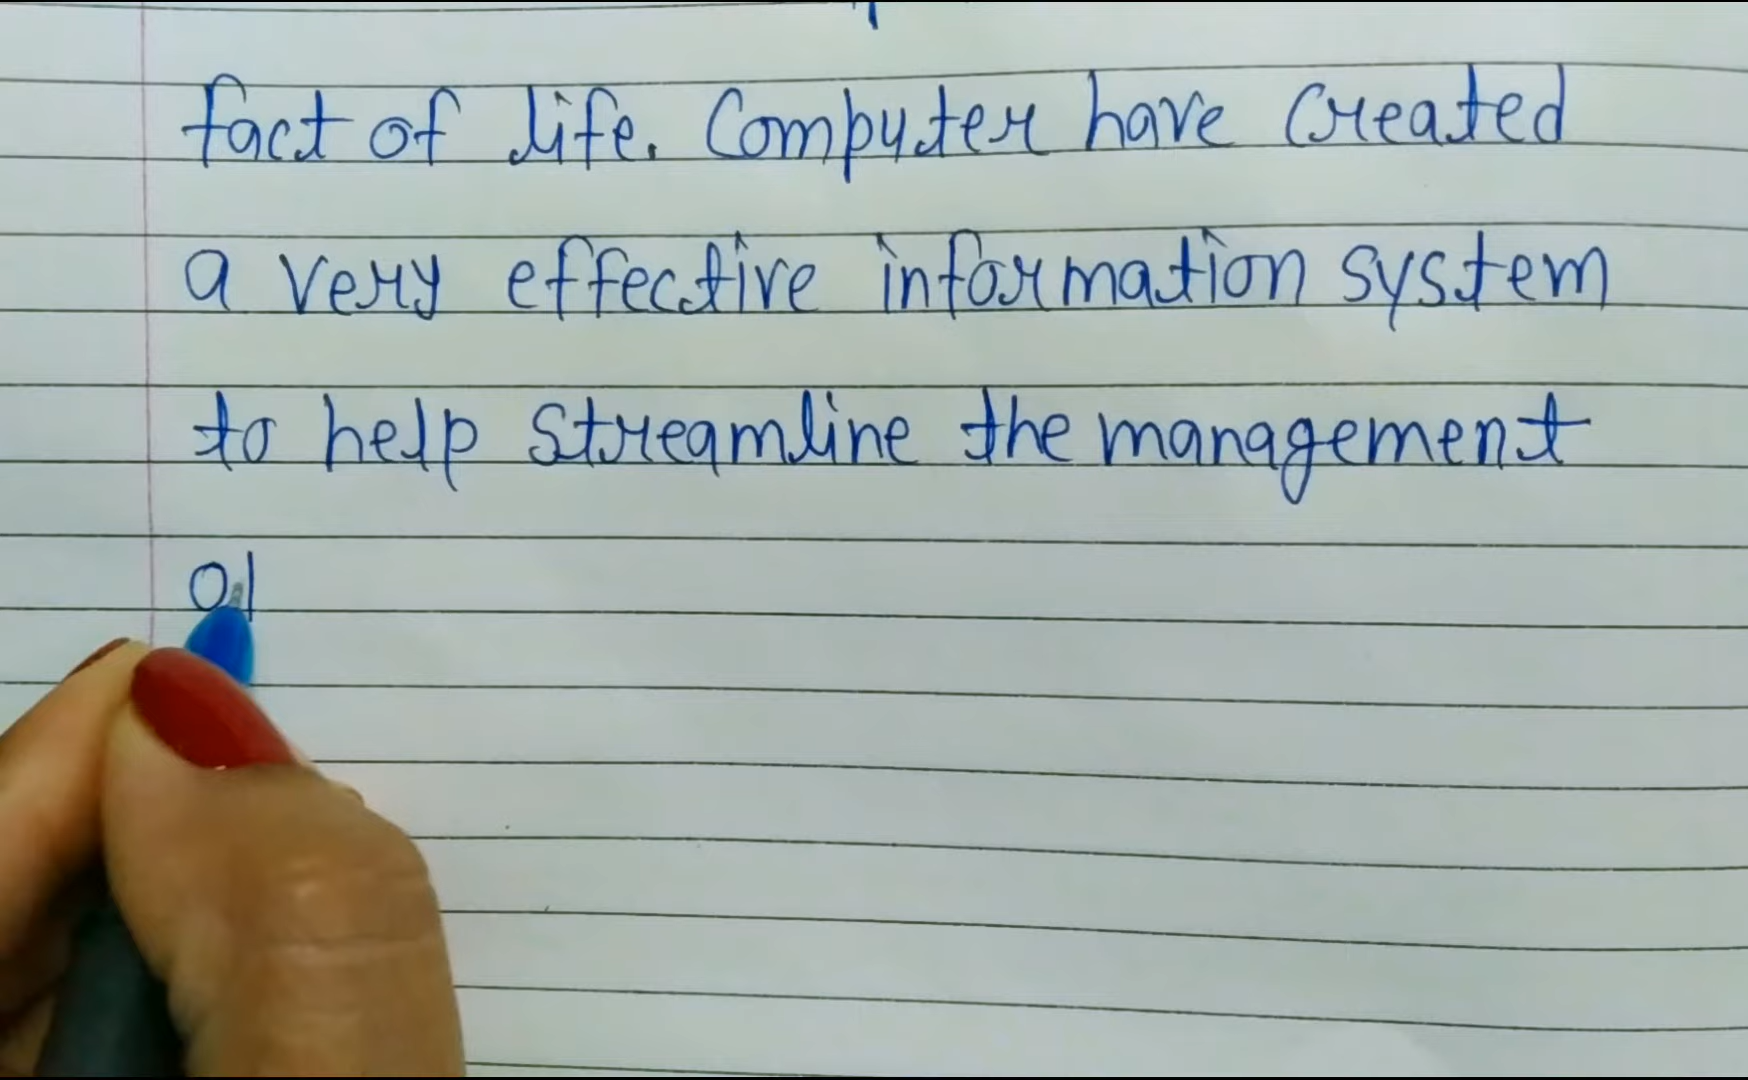 fact of life. Computer have created
a very effective information system
to help streamline the management